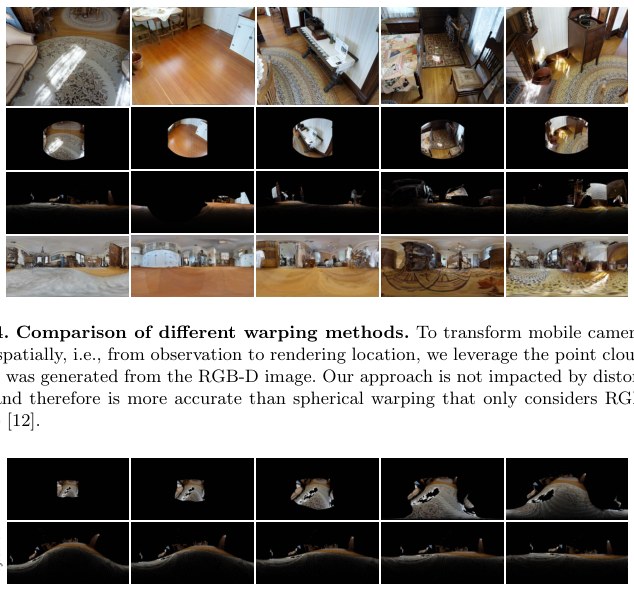 4. Comparison of different warping methods. To transform mobile camer
spatially, i.e., from observation to rendering location, we leverage the point clou
was generated from the RGB-D image. Our approach is not impacted by distor
and therefore is more accurate than spherical warping that only considers RG
[12].